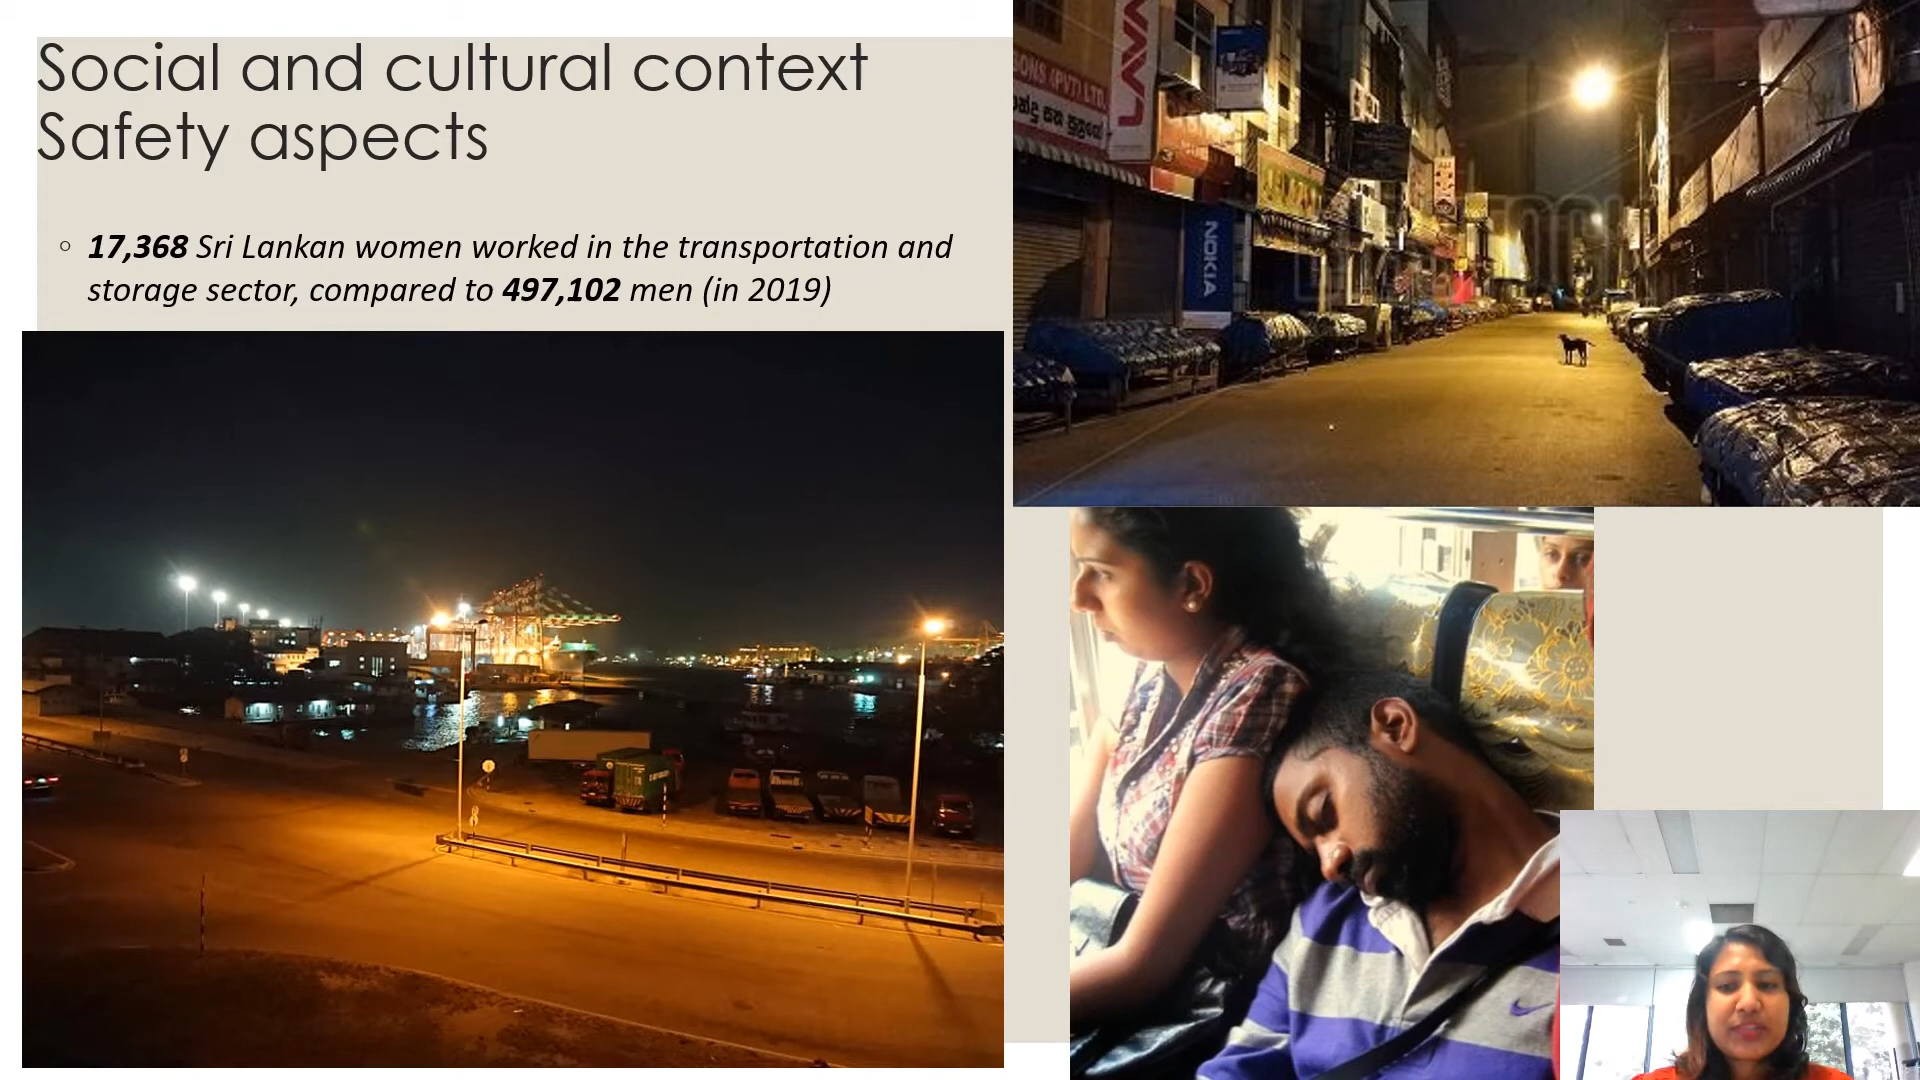 Social and cultural context
Safety aspects
17,368 Sri Lankan women worked in the transportation and
storage sector, compared to 497,102 men (in 2019)
NOKIA